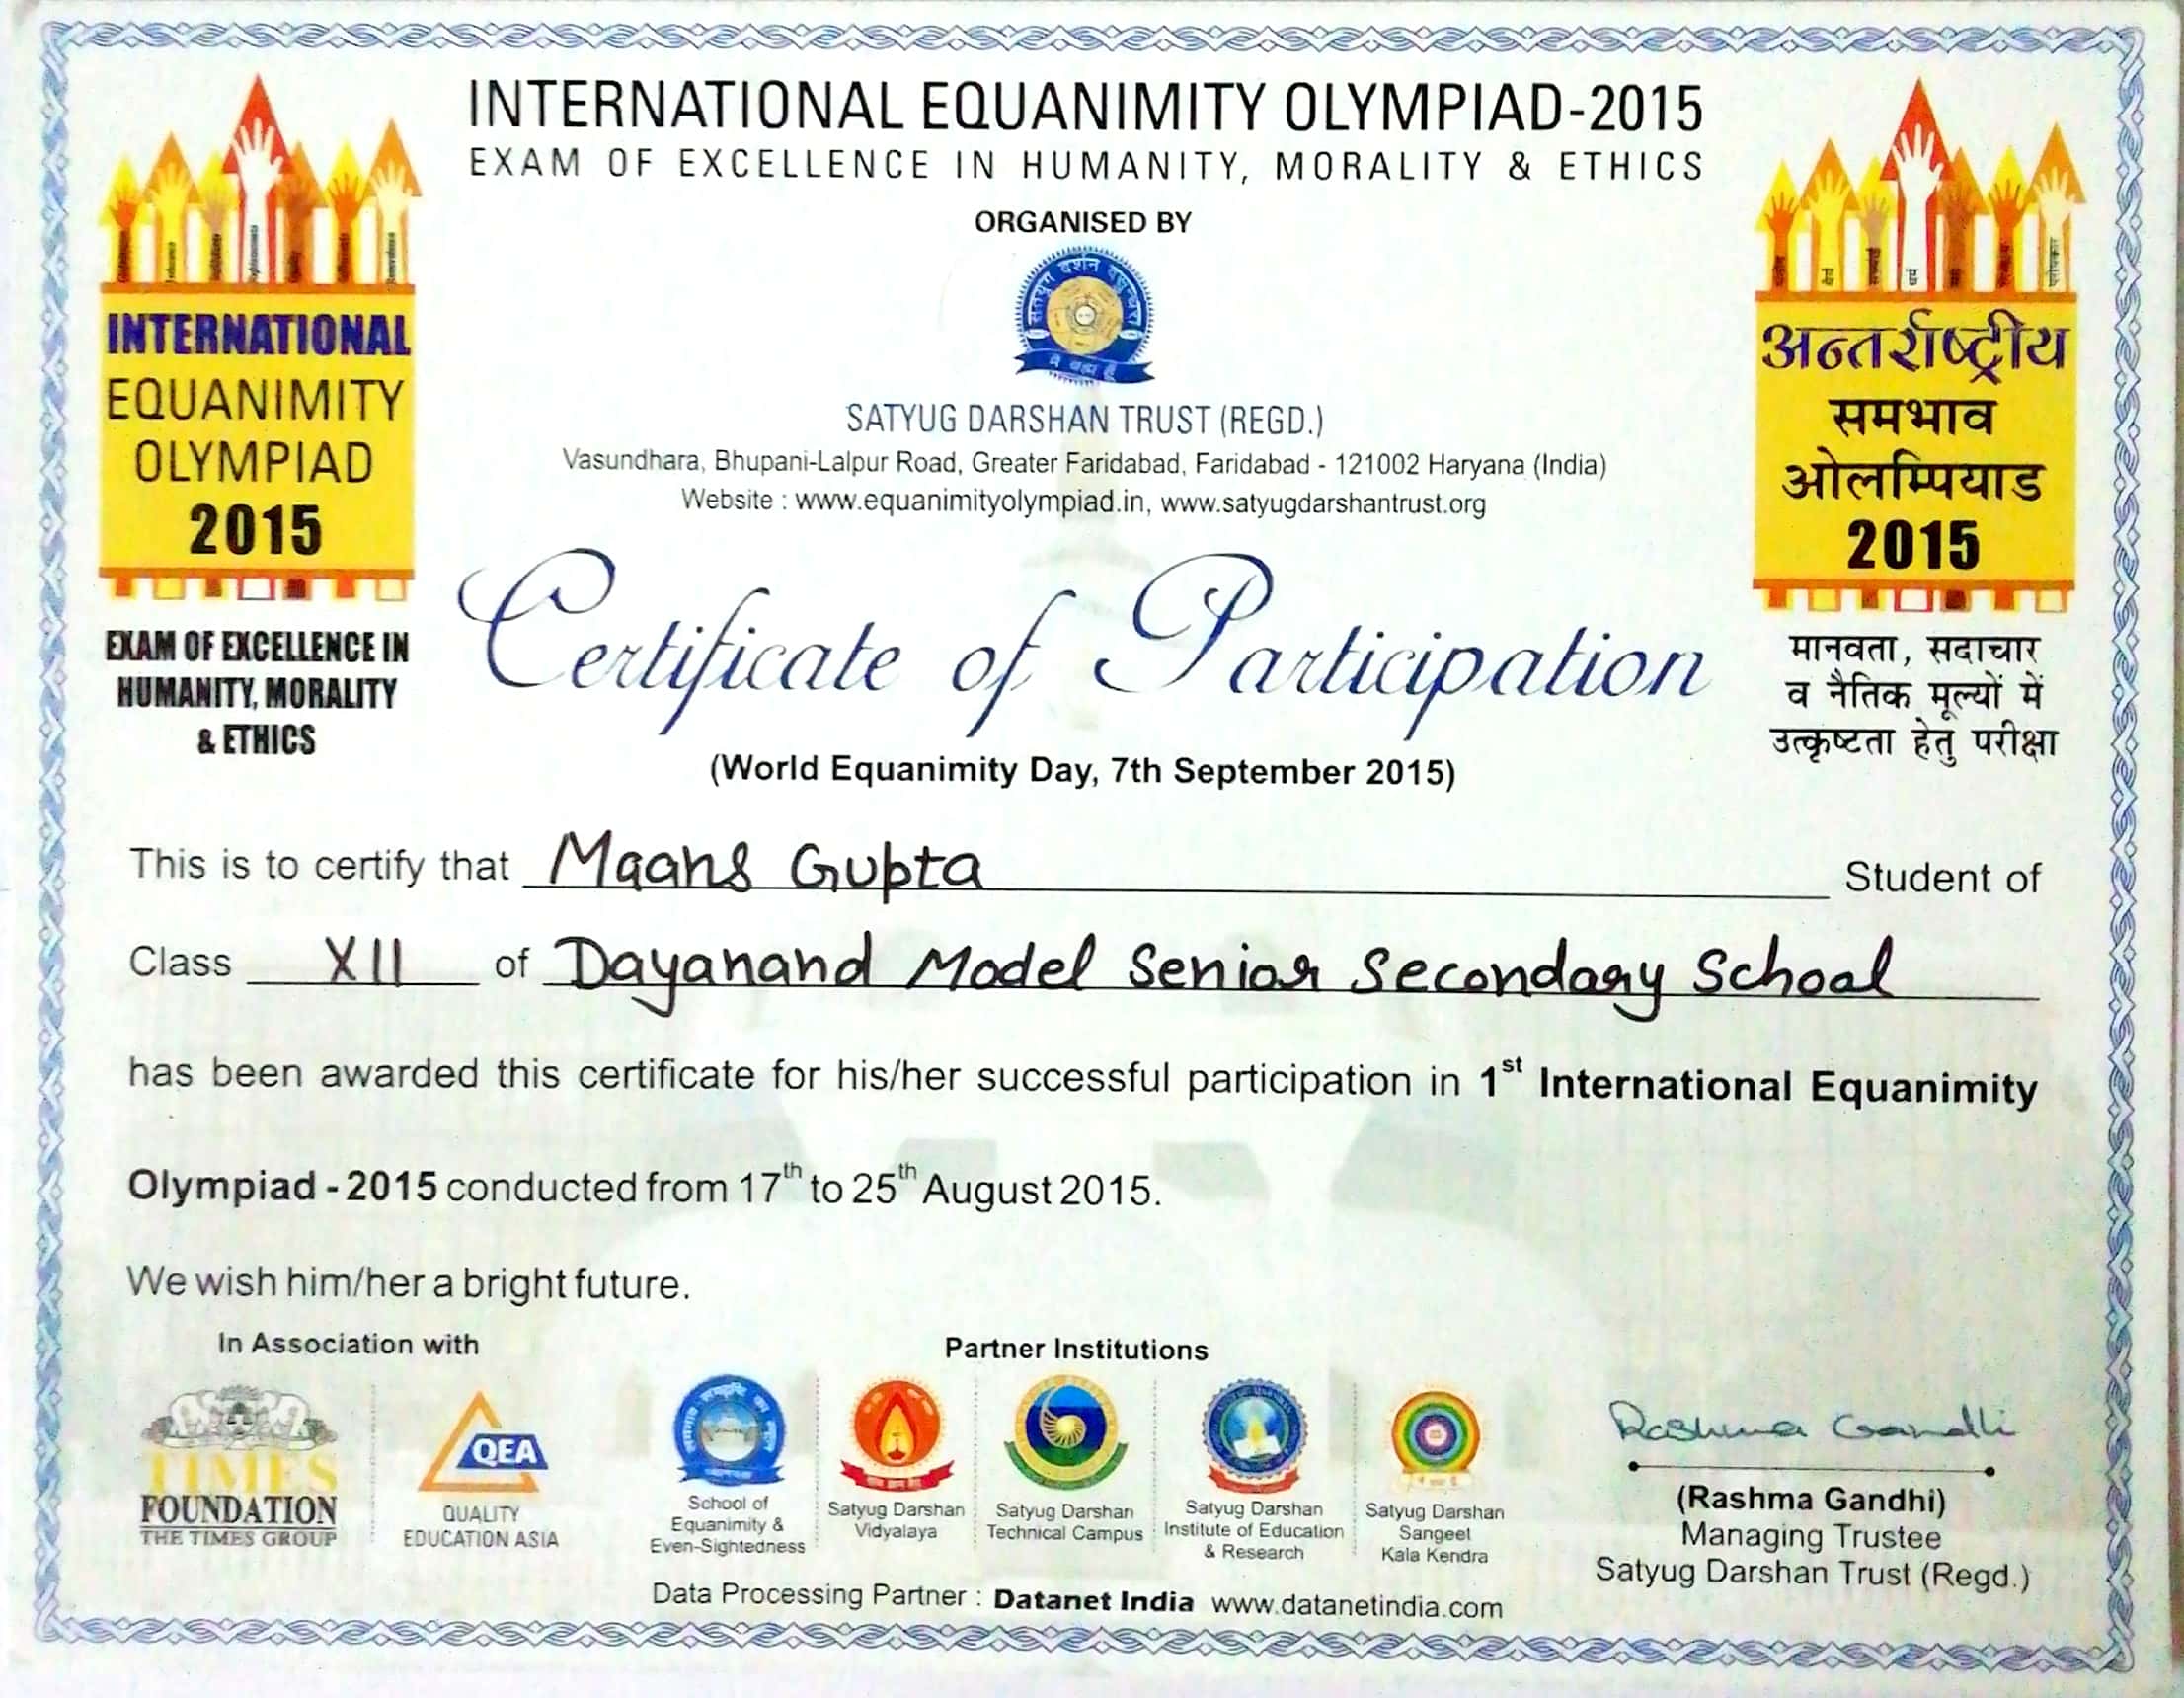 INTERNATIONAL EQUANIMITY OLYMPIAD-2015
EXAM OF EXCELLENCE IN HUMANITY, MORALITY & ETHICS
ORGANISED BY
SATYUG DARSHAN TRUST (REGD.)
Vasundhara, Bhupani-Lalpur Road, Greater Faridabad, Faridabad - 121002 Haryana (India)
Website : www.equanimityolympiad.in, www.satyugdarshantrust.org
INTERNATIONAL
EQUANIMITY
OLYMPIAD
2015
EXAM OF EXCELLENCE IN
HUMANITY, MORALITY
& ETHICS
अन्तर्राष्ट्रीय
समभाव
ओलम्पियाड
2015
मानवता, सदाचार
व नैतिक मूल्यों में
उत्कृष्टता हेतु परीक्षा
Certificate of Participation
(World Equanimity Day, 7th September 2015)
This is to certify that Maans Gupta Student of
Class XII of Dayanand Model Senior Secondary School
has been awarded this certificate for his/her successful participation in 1st International Equanimity
Olympiad - 2015 conducted from 17th to 25th August 2015.
We wish him/her a bright future.
In Association with
TIMES
FOUNDATION
THE TIMES GROUP
QEA
QUALITY
EDUCATION ASIA
Partner Institutions
School of
Equanimity &
Even-Sightedness
Satyug Darshan
Vidyalaya
Satyug Darshan
Technical Campus
Satyug Darshan
Institute of Education
& Research
Satyug Darshan
Sangeet
Kala Kendra
Data Processing Partner : Datanet India www.datanetindia.com
Rashma Gandhi
(Rashma Gandhi)
Managing Trustee
Satyug Darshan Trust (Regd.)